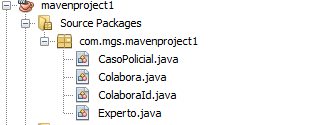 mavenproject1
Source Packages
com.mgs.mavenproject1
CasoPolicial.java
Colabora.java
ColaboraId.java
Experto.java